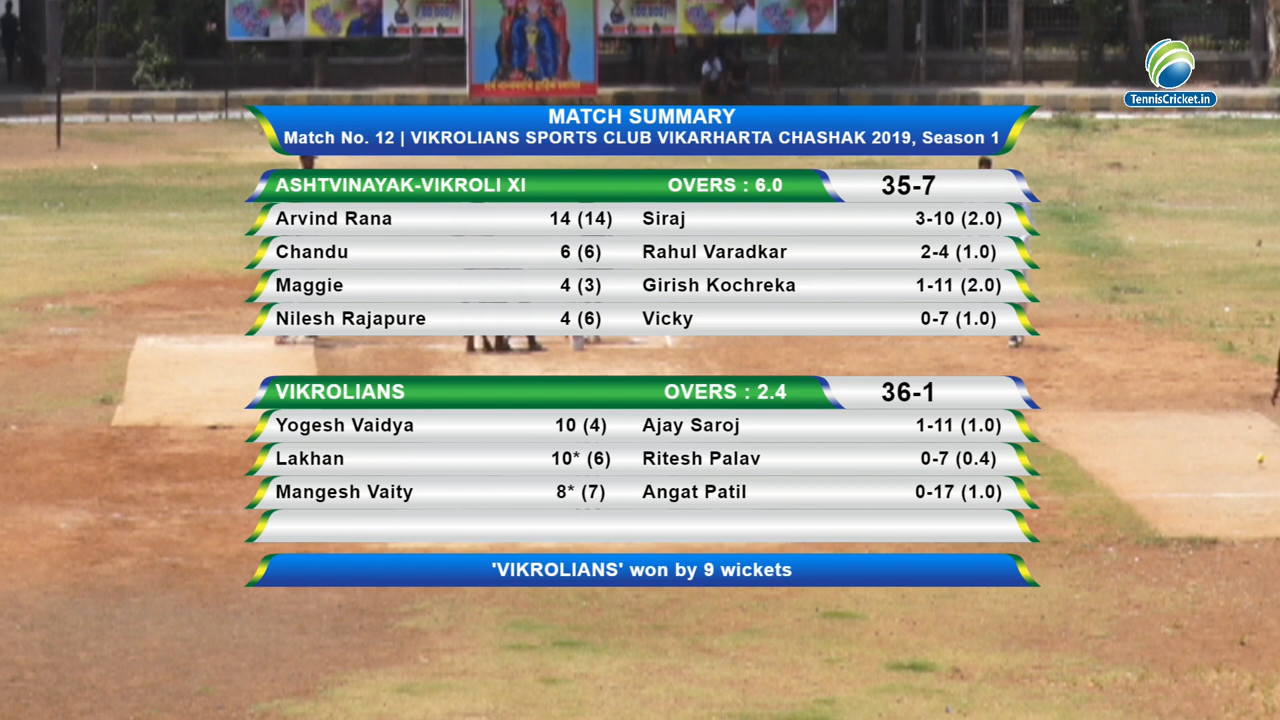 80,000/-
TennisCricket.in
MATCH SUMMARY
Match No. 12 | VIKROLIANS SPORTS CLUB VIKARHARTA CHASHAK 2019, Season 1
ASHTVINAYAK-VIKROLI XI OVERS : 6.0 35-7
Arvind Rana 14 (14) Siraj 3-10 (2.0)
Chandu 6 (6) Rahul Varadkar 2-4 (1.0)
Maggie 4 (3) Girish Kochreka 1-11 (2.0)
Nilesh Rajapure 4 (6) Vicky 0-7 (1.0)
VIKROLIANS OVERS : 2.4 36-1
Yogesh Vaidya 10 (4) Ajay Saroj 1-11 (1.0)
Lakhan 10* (6) Ritesh Palav 0-7 (0.4)
Mangesh Vaity 8* (7) Angat Patil 0-17 (1.0)
'VIKROLIANS' won by 9 wickets